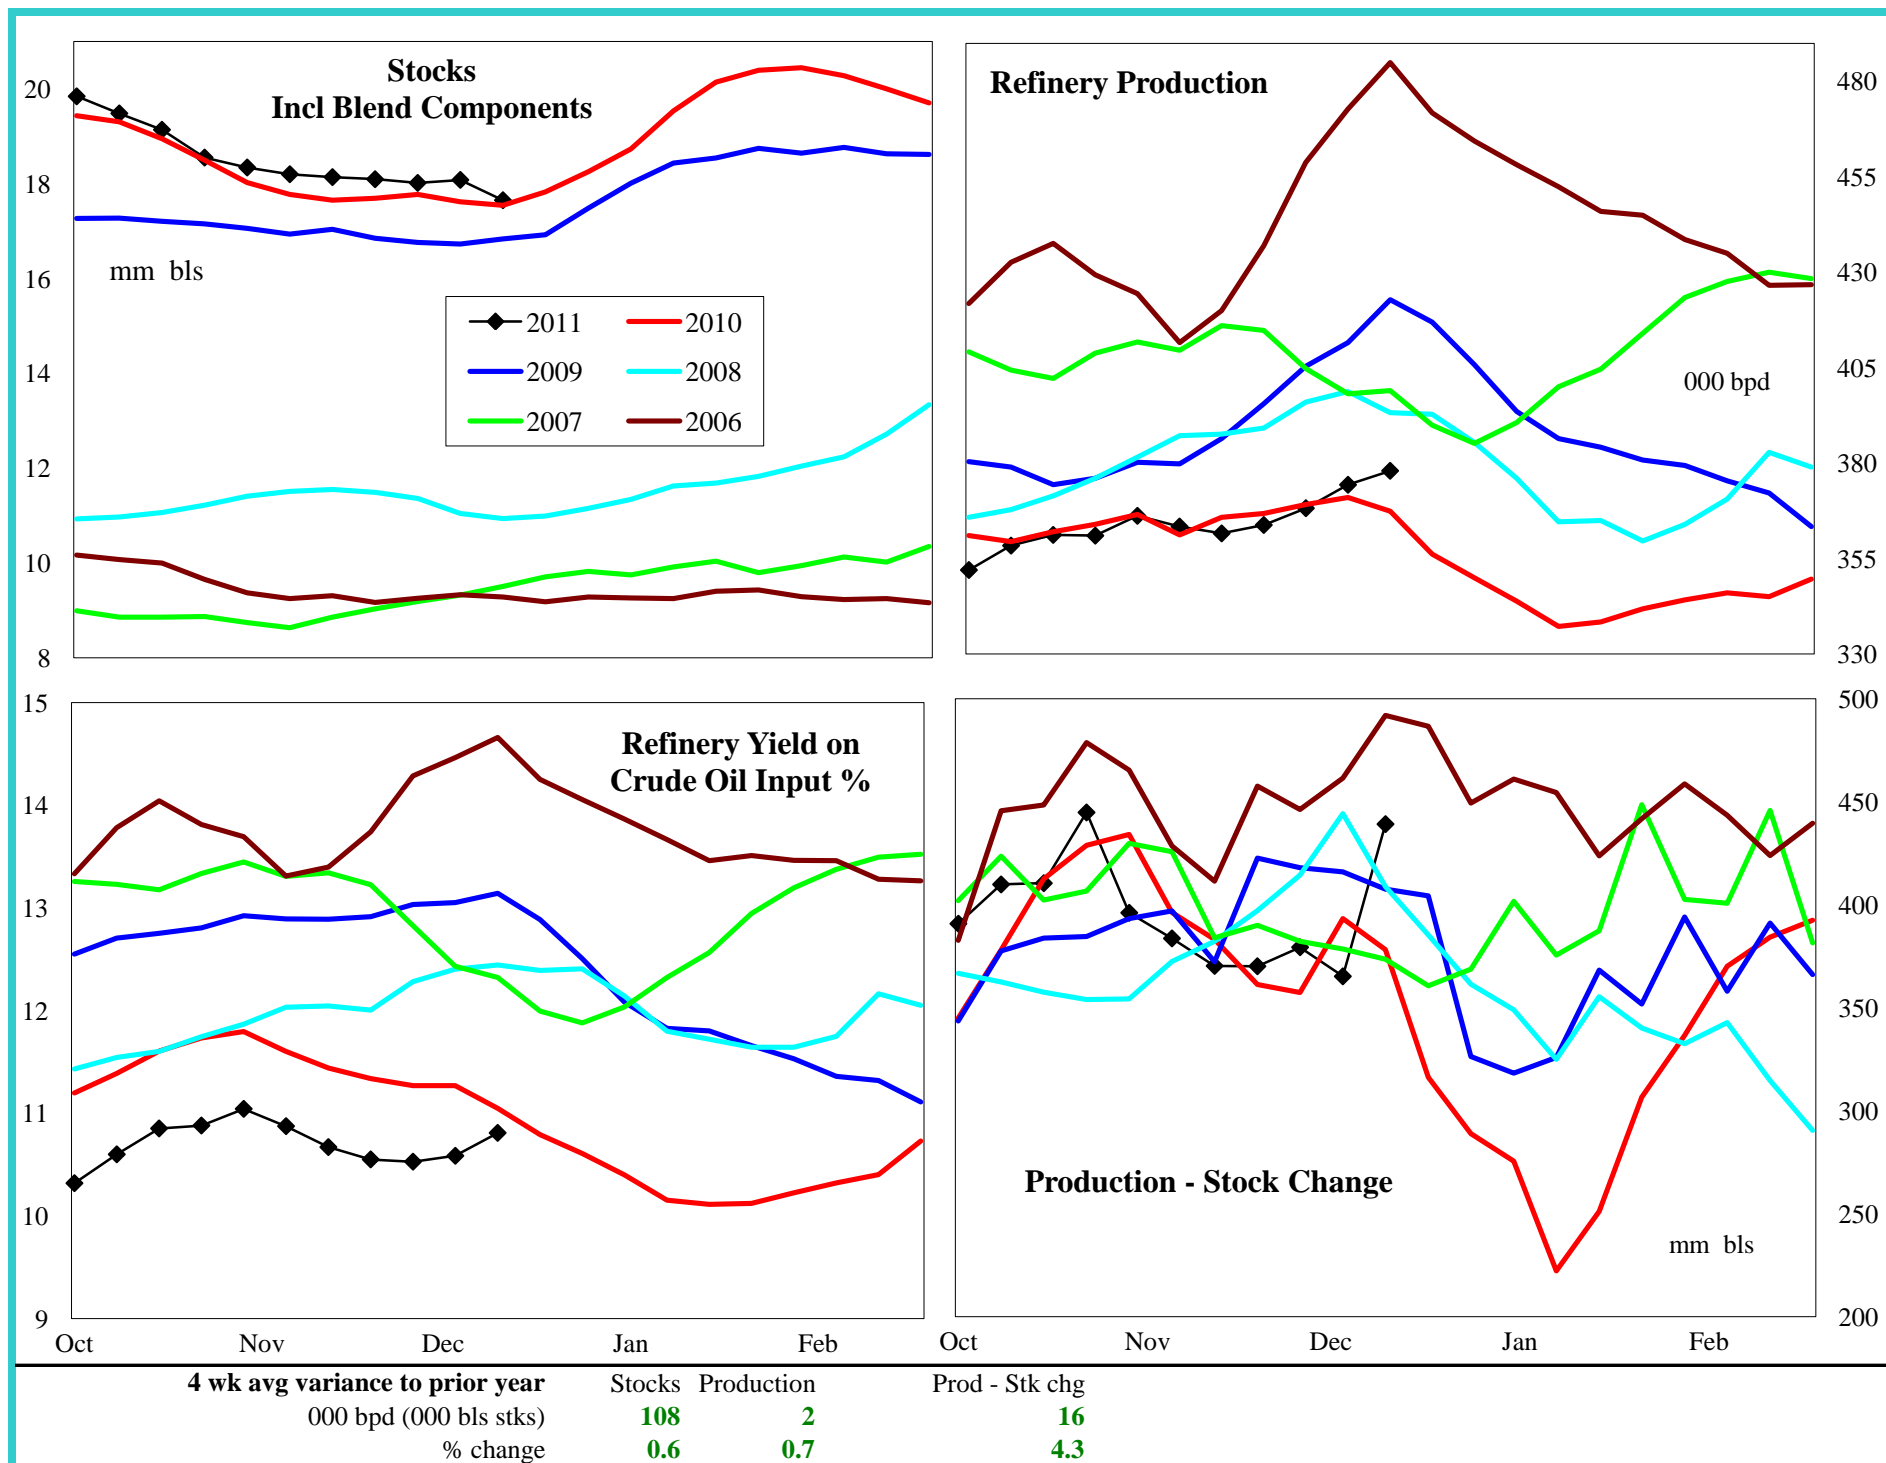 Stocks
Incl Blend Components
20
18
16
14
12
10
8
mm bls
2011
2010
2009
2008
2007
2006
Refinery Production
480
455
430
405
380
355
330
000 bpd
15
14
13
12
11
10
9
Refinery Yield on
Crude Oil Input %
Oct Nov Dec Jan Feb
500
450
400
350
300
250
200
Production - Stock Change
mm bls
Oct Nov Dec Jan Feb
4 wk avg variance to prior year Stocks Production Prod - Stk chg
000 bpd (000 bls stks) 108 2 16
% change 0.6 0.7 4.3